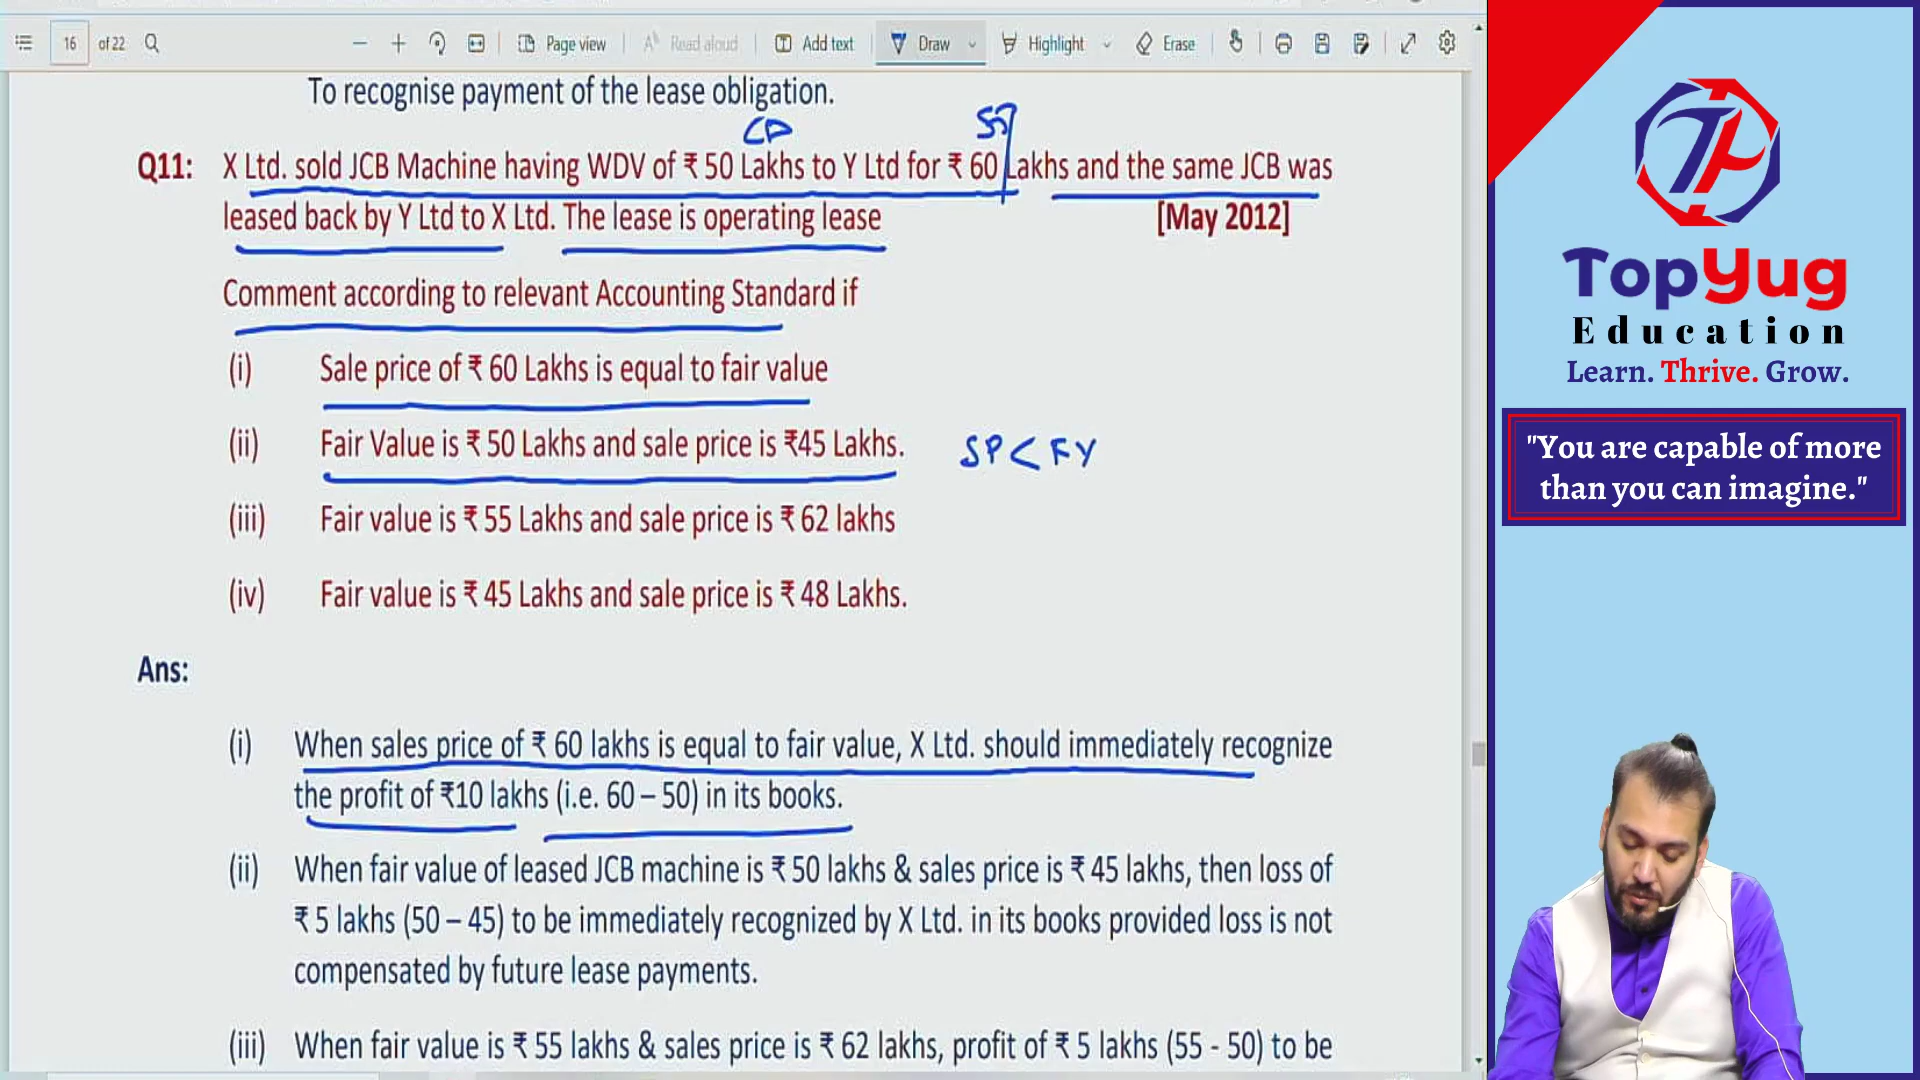 16 of 22 Page view Read aloud Add text Draw Highlight Erase
To recognise payment of the lease obligation.
SP
Q11: X Ltd. sold JCB Machine having WDV of ₹ 50 Lakhs to Y Ltd for ₹ 60 Lakhs and the same JCB was
leased back by Y Ltd to X Ltd. The lease is operating lease [May 2012]
Comment according to relevant Accounting Standard if
(i) Sale price of ₹ 60 Lakhs is equal to fair value
(ii) Fair Value is ₹ 50 Lakhs and sale price is ₹45 Lakhs. SP < FV
(iii) Fair value is ₹ 55 Lakhs and sale price is ₹ 62 lakhs
(iv) Fair value is ₹ 45 Lakhs and sale price is ₹ 48 Lakhs.
Ans:
(i) When sales price of ₹ 60 lakhs is equal to fair value, X Ltd. should immediately recognize
the profit of ₹10 lakhs (i.e. 60 – 50) in its books.
(ii) When fair value of leased JCB machine is ₹ 50 lakhs & sales price is ₹ 45 lakhs, then loss of
₹ 5 lakhs (50 – 45) to be immediately recognized by X Ltd. in its books provided loss is not
compensated by future lease payments.
(iii) When fair value is ₹ 55 lakhs & sales price is ₹ 62 lakhs, profit of ₹ 5 lakhs (55 - 50) to be
TopYug
Education
Learn. Thrive. Grow.
"You are capable of more
than you can imagine."